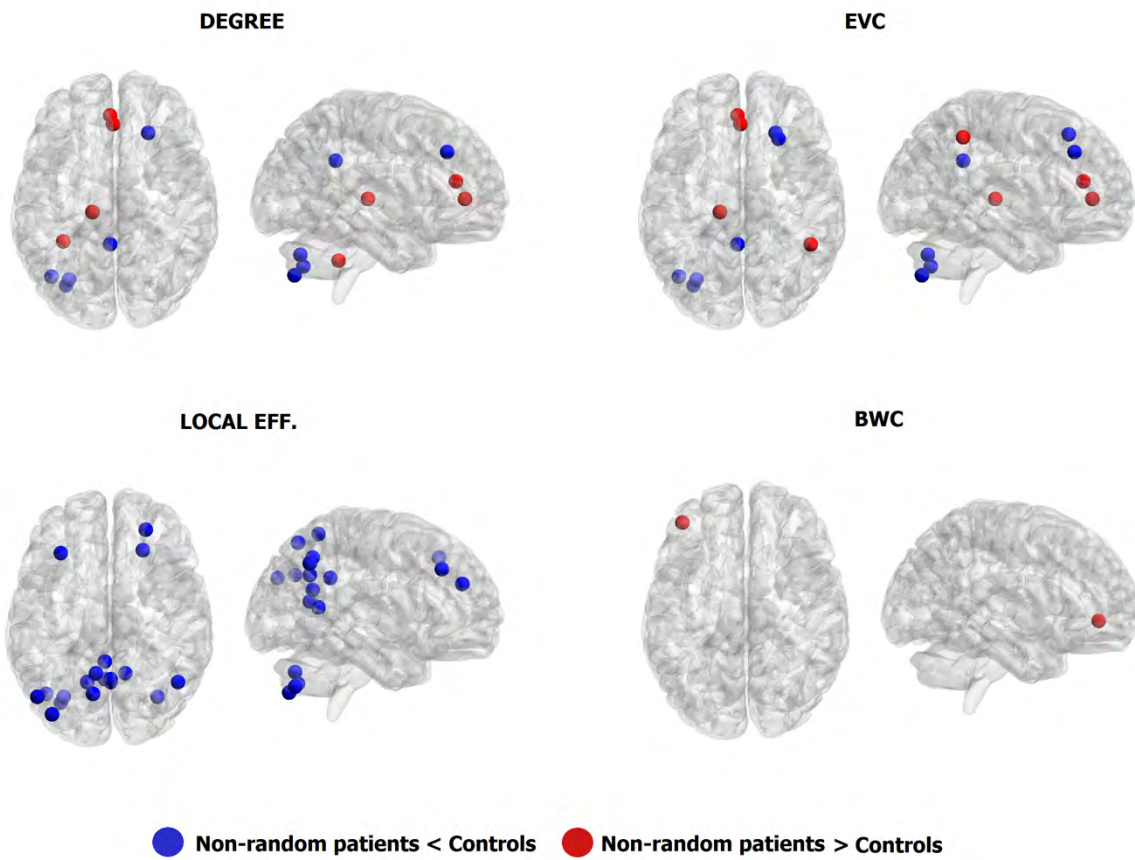 DEGREE
EVC
LOCAL EFF.
BWC
Non-random patients < Controls
Non-random patients > Controls